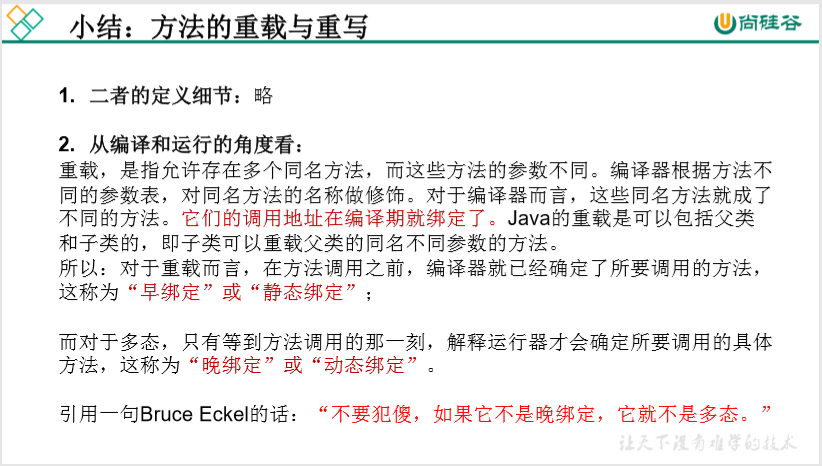 小结：方法的重载与重写
尚硅谷
1. 二者的定义细节：略
2. 从编译和运行的角度看：
重载，是指允许存在多个同名方法，而这些方法的参数不同。编译器根据方法不
同的参数表，对同名方法的名称做修饰。对于编译器而言，这些同名方法就成了
不同的方法。它们的调用地址在编译期就绑定了。Java的重载是可以包括父类
和子类的，即子类可以重载父类的同名不同参数的方法。
所以：对于重载而言，在方法调用之前，编译器就已经确定了所要调用的方法，
这称为“早绑定”或“静态绑定”；
而对于多态，只有等到方法调用的那一刻，解释运行器才会确定所要调用的具体
方法，这称为“晚绑定”或“动态绑定”。
引用一句Bruce Eckel的话：“不要犯傻，如果它不是晚绑定，它就不是多态。”
让天下没有难学的技术